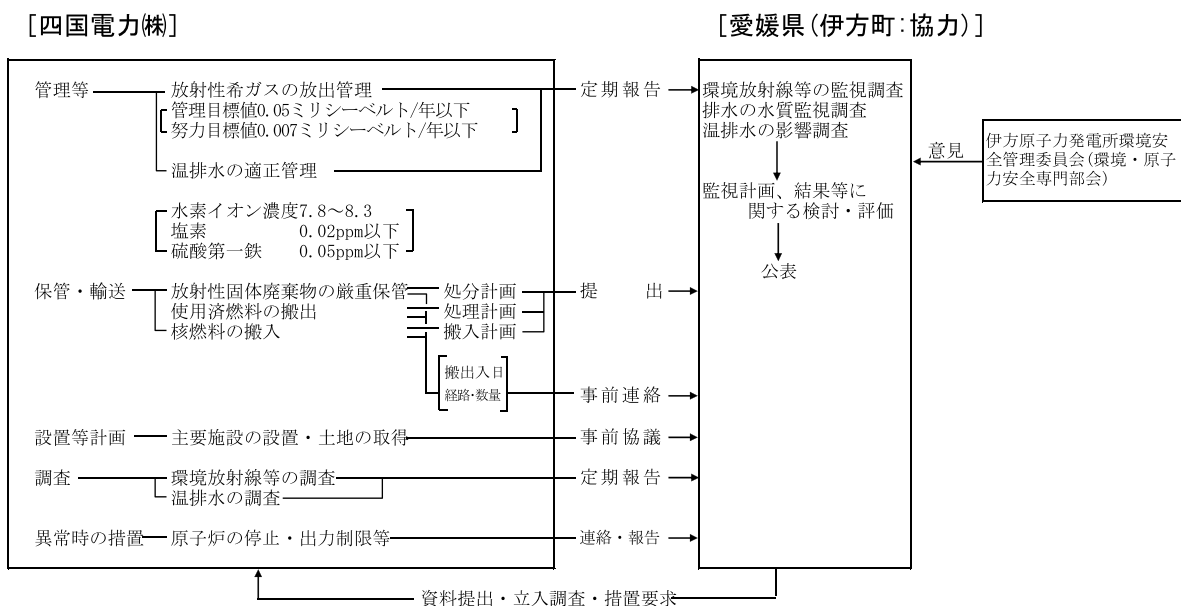 [四国電力㈱]
[愛媛県(伊方町:協力)]
管理等
放射性希ガスの放出管理
管理目標値0.05ミリシーベルト/年以下
努力目標値0.007ミリシーベルト/年以下
温排水の適正管理
水素イオン濃度7.8～8.3
塩素 0.02ppm以下
硫酸第一鉄 0.05ppm以下
定期報告
保管・輸送
放射性固体廃棄物の厳重保管
使用済燃料の搬出
核燃料の搬入
処分計画
処理計画
搬入計画
提 出
搬出入日
経路・数量
事前連絡
設置等計画
主要施設の設置・土地の取得
事前協議
調査
環境放射線等の調査
温排水の調査
定期報告
異常時の措置
原子炉の停止・出力制限等
連絡・報告
環境放射線等の監視調査
排水の水質監視調査
温排水の影響調査
監視計画、結果等に
関する検討・評価
公表
意見
伊方原子力発電所環境安
全管理委員会(環境・原子
力安全専門部会)
資料提出・立入調査・措置要求